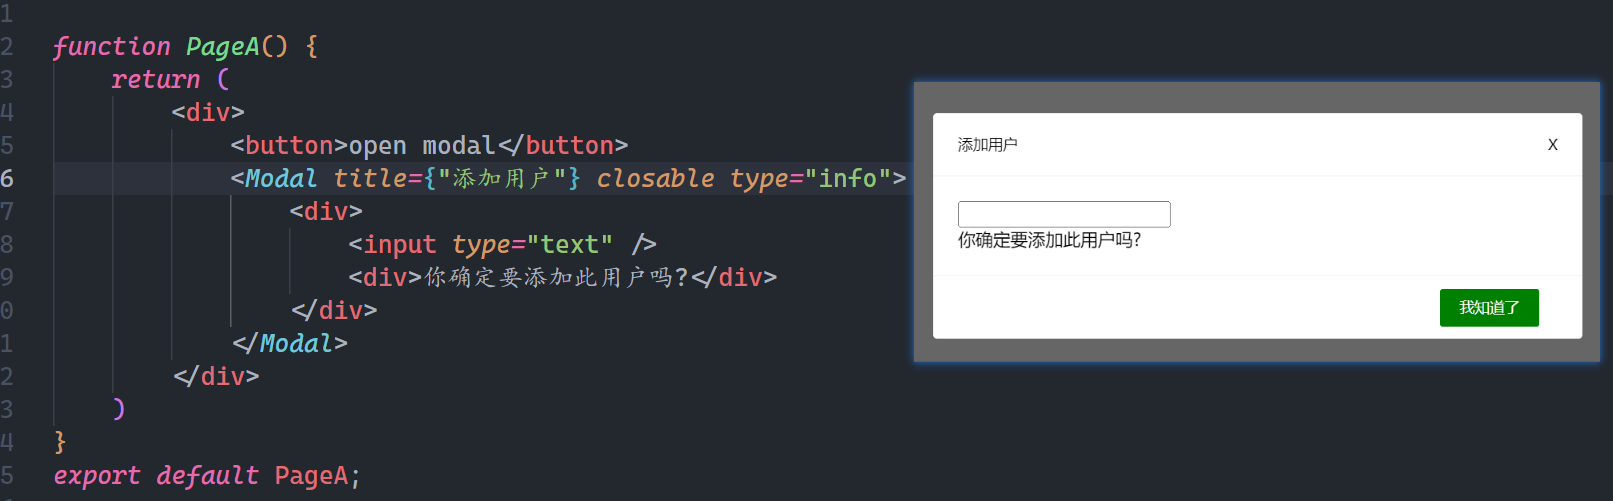 1
2 function PageA() {
3 return (
4 <div>
5 <button>open modal</button>
6 <Modal title={"添加用户"} closable type="info">
7 <div>
8 <input type="text" />
9 <div>你确定要添加此用户吗?</div>
0 </div>
1 </Modal>
2 </div>
3 )
4 }
5 export default PageA;
添加用户 X
你确定要添加此用户吗?
我知道了